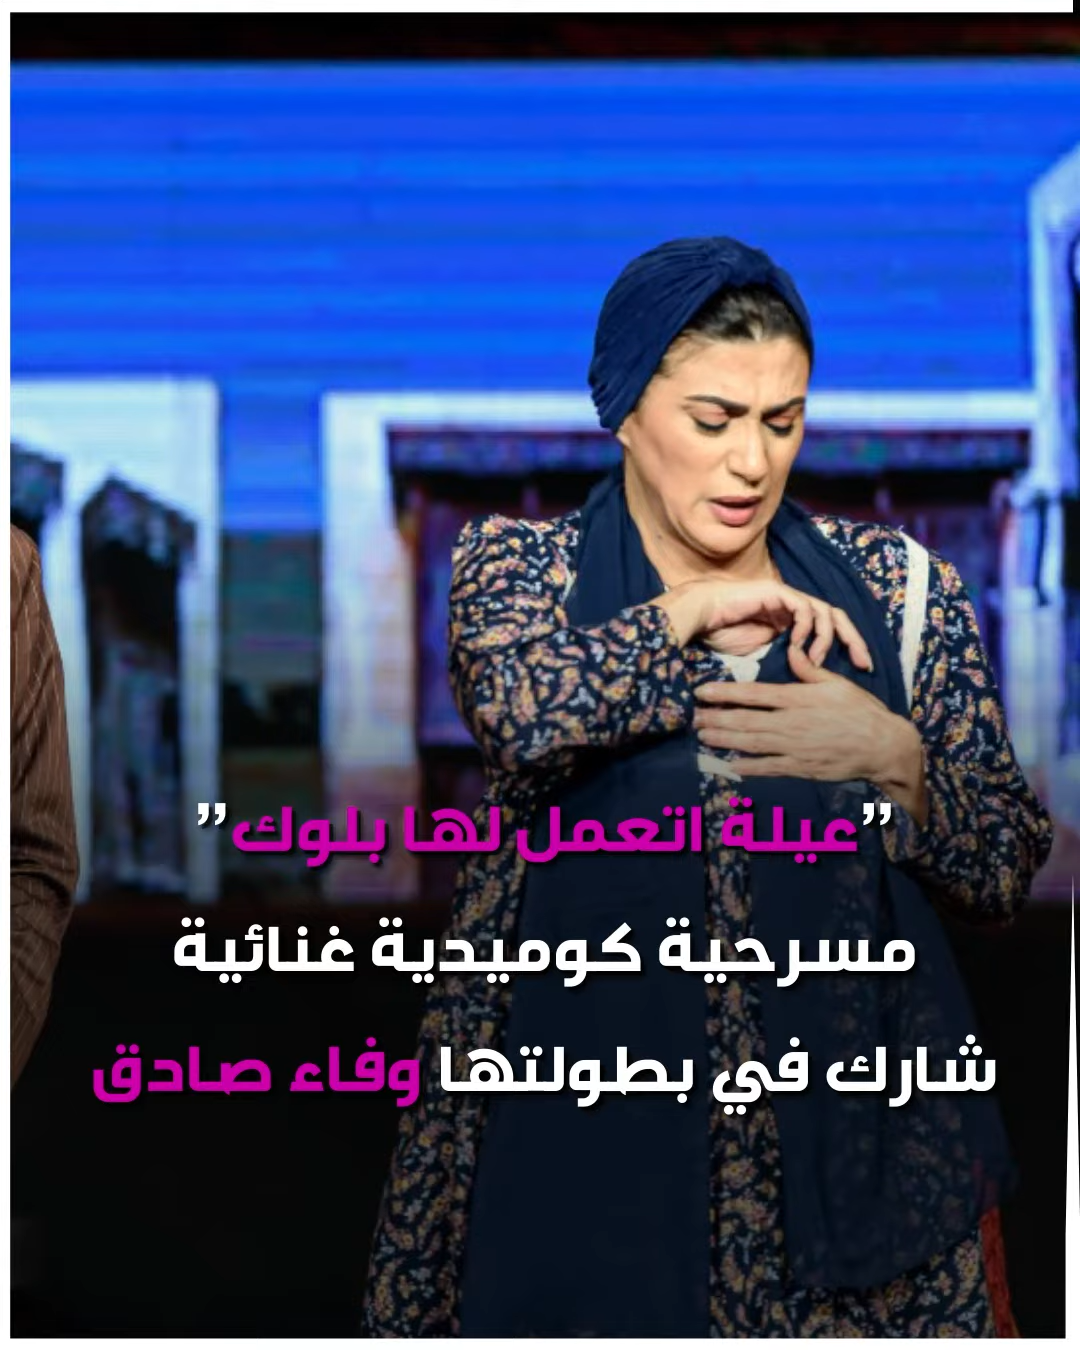 ”عيلة اتعمل لها بلوك”
مسرحية كوميدية غنائية
شارك في بطولتها وفاء صادق